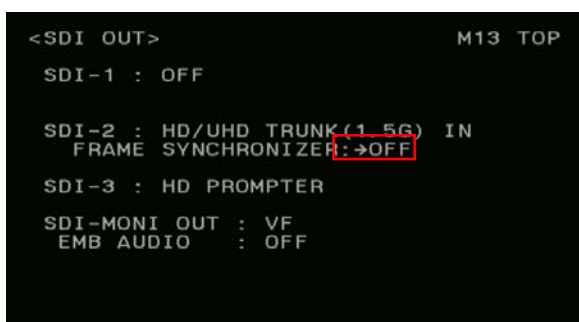 <SDI OUT> M13 TOP
SDI-1 : OFF
SDI-2 : HD/UHD TRUNK(1.5G) IN
FRAME SYNCHRONIZER:→OFF
SDI-3 : HD PROMPTER
SDI-MONI OUT : VF
EMB AUDIO : OFF